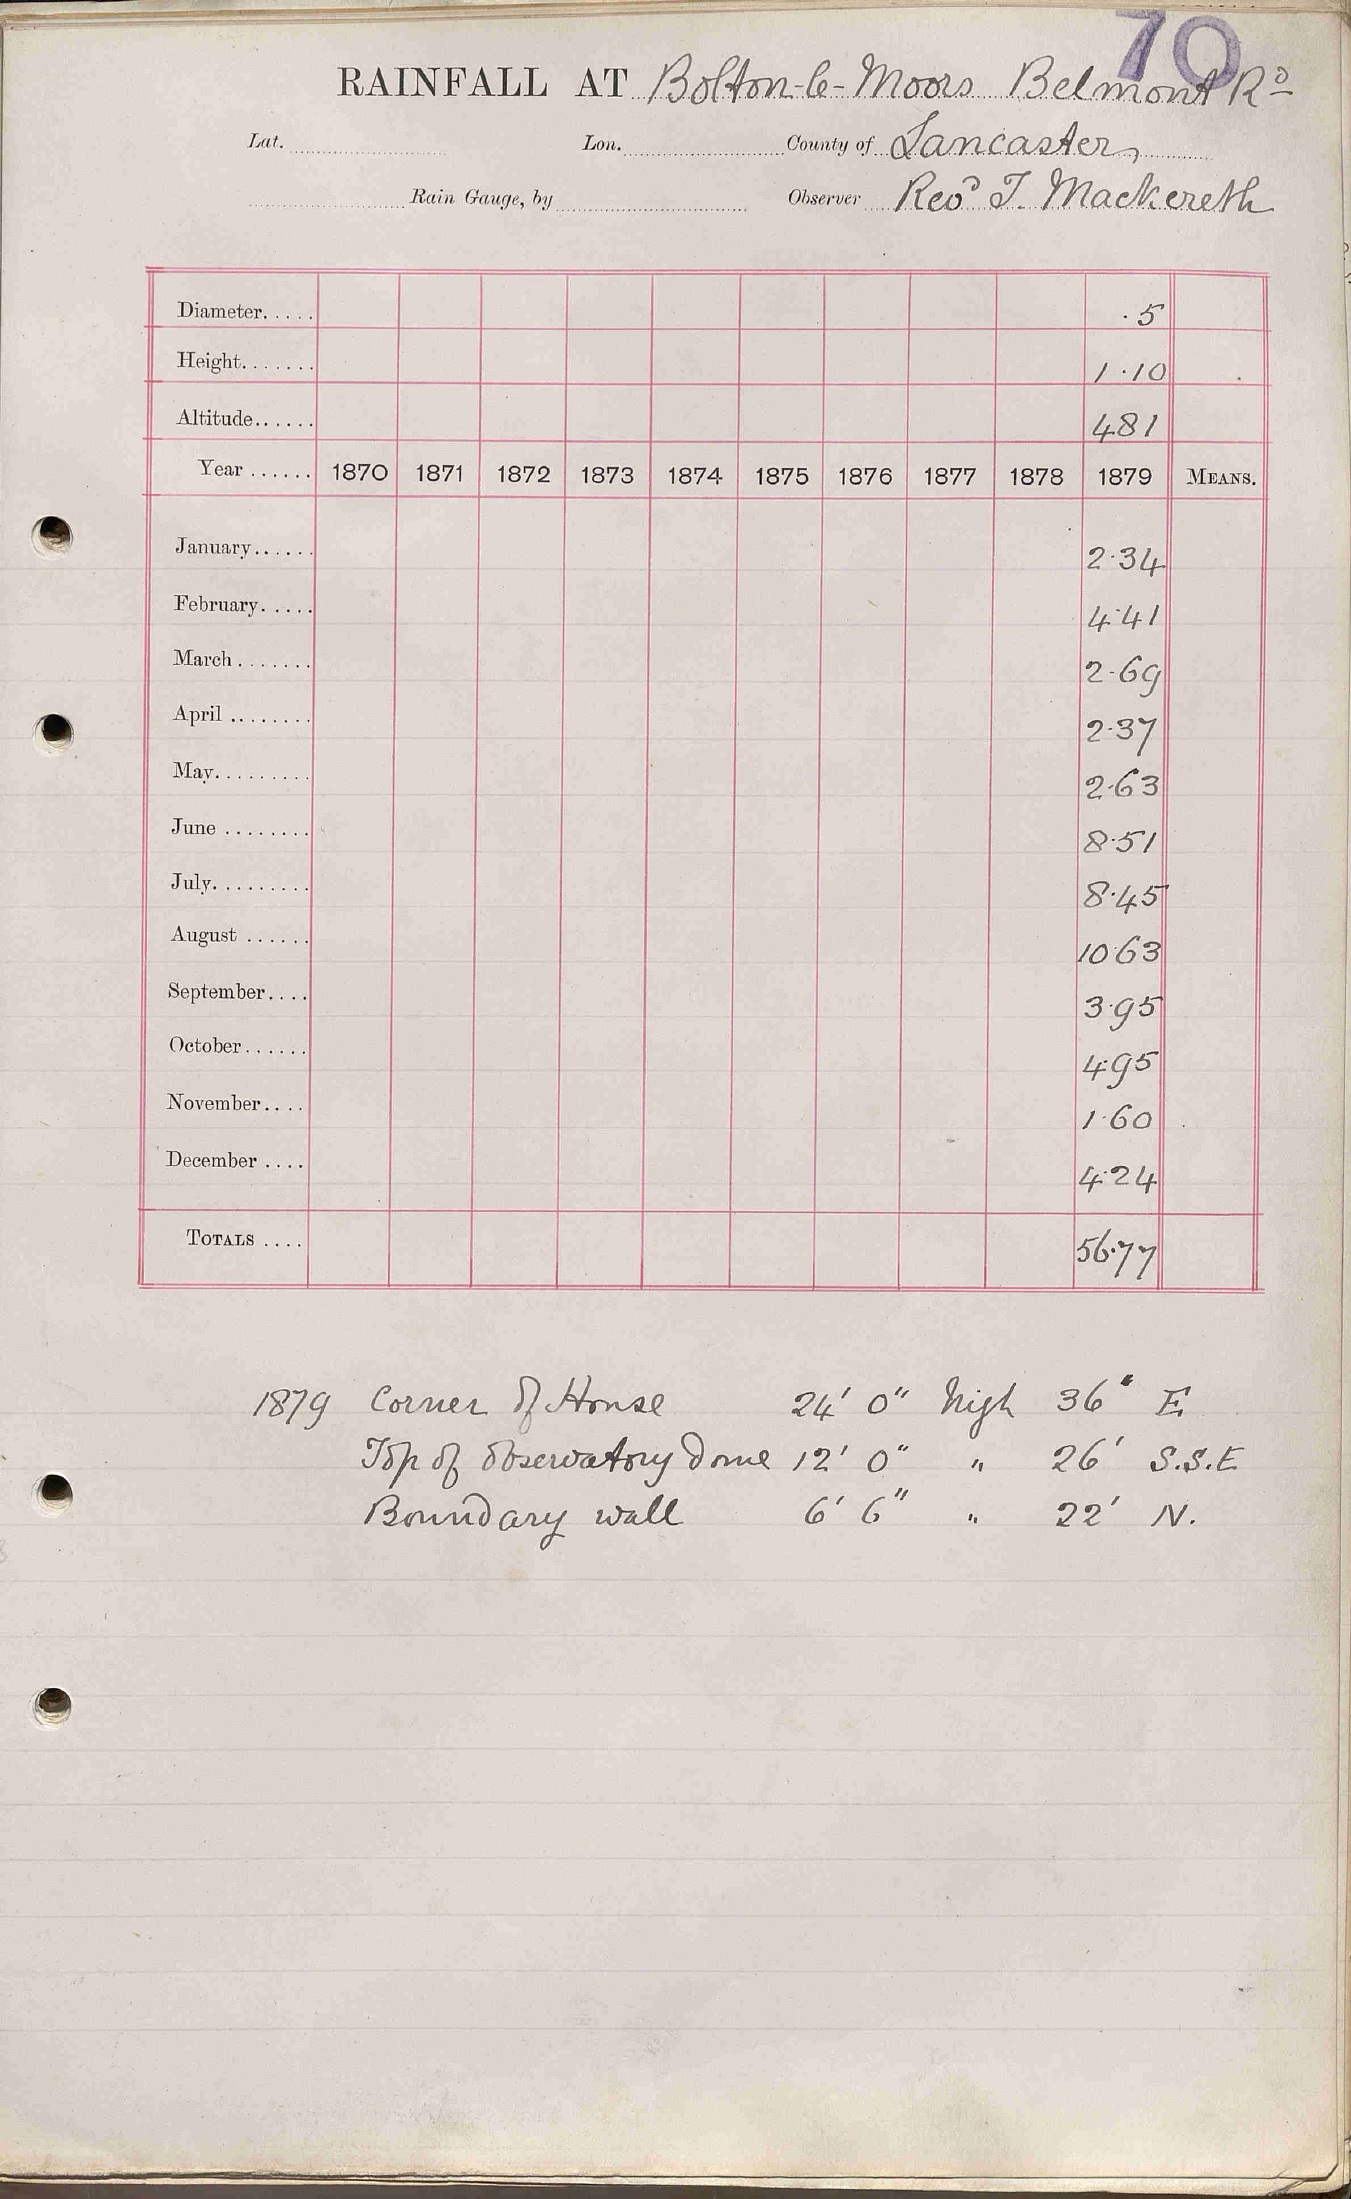 70
RAINFALL AT Bolton-le-Moors Belmont Rd
Lat. Lon. County of Lancaster,
Rain Gauge, by Observer Revd T. Mackereth
Diameter..... .5
Height....... 1.10
Altitude...... 481
Year ...... 1870 1871 1872 1873 1874 1875 1876 1877 1878 1879 MEANS.
January...... 2.34
February..... 4.41
March ....... 2.69
April ........ 2.37
May......... 2.63
June ........ 8.51
July......... 8.45
August ...... 10.63
September.... 3.95
October...... 4.95
November.... 1.60
December .... 4.24
TOTALS .... 56.77
1879 Corner of House 24' 0" high 36" E
Top of observatory dome 12' 0" " 26' S.S.E
Boundary wall 6' 6" " 22' N.